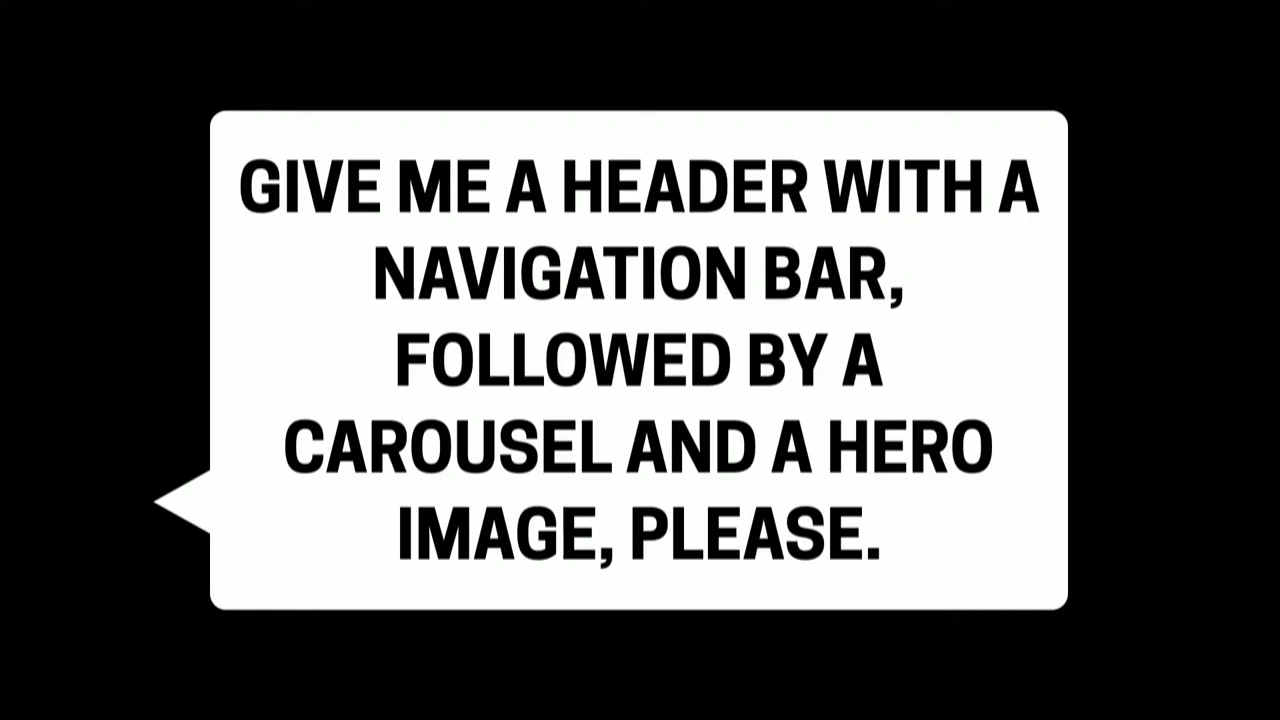 GIVE ME A HEADER WITH A
NAVIGATION BAR,
FOLLOWED BY A
CAROUSEL AND A HERO
IMAGE, PLEASE.